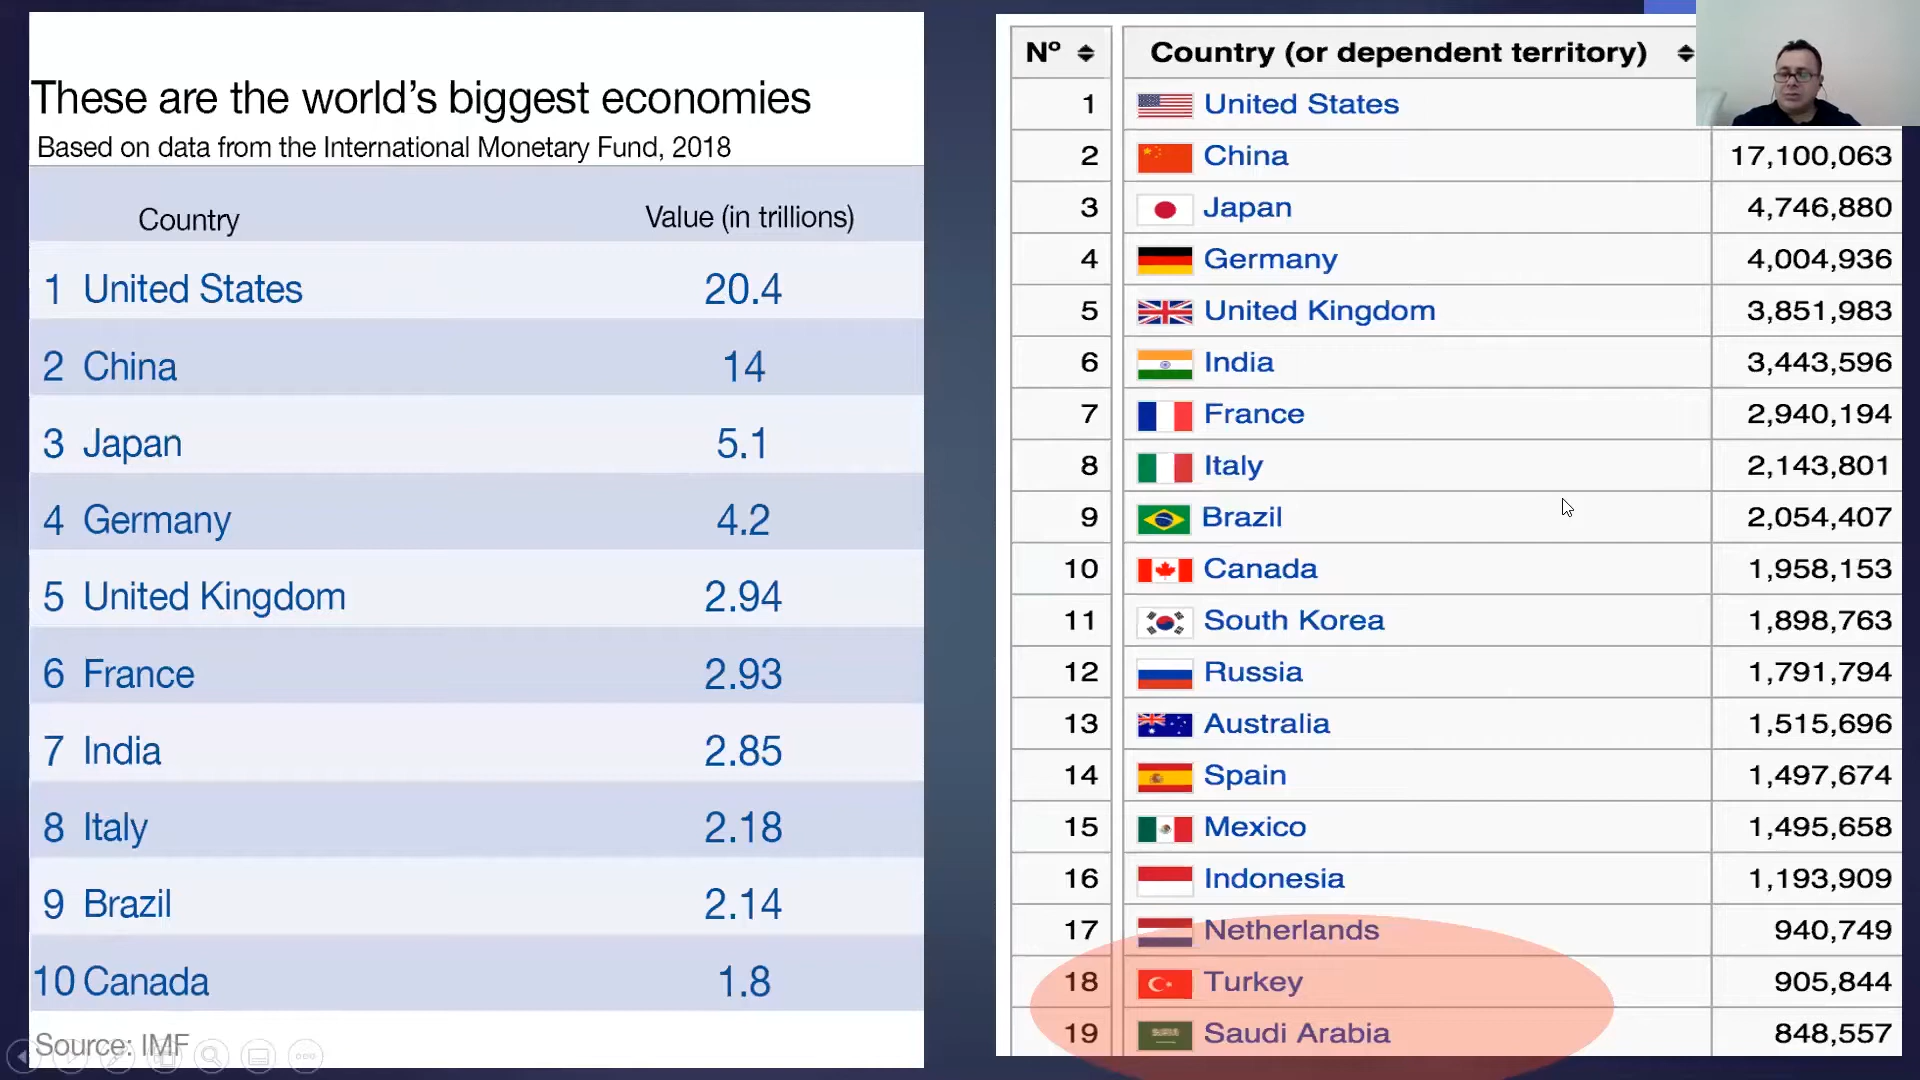 These are the world's biggest economies
Based on data from the International Monetary Fund, 2018
Country Value (in trillions)
1 United States 20.4
2 China 14
3 Japan 5.1
4 Germany 4.2
5 United Kingdom 2.94
6 France 2.93
7 India 2.85
8 Italy 2.18
9 Brazil 2.14
10 Canada 1.8
Source: IMF
Nº Country (or dependent territory)
1 United States
2 China 17,100,063
3 Japan 4,746,880
4 Germany 4,004,936
5 United Kingdom 3,851,983
6 India 3,443,596
7 France 2,940,194
8 Italy 2,143,801
9 Brazil 2,054,407
10 Canada 1,958,153
11 South Korea 1,898,763
12 Russia 1,791,794
13 Australia 1,515,696
14 Spain 1,497,674
15 Mexico 1,495,658
16 Indonesia 1,193,909
17 Netherlands 940,749
18 Turkey 905,844
19 Saudi Arabia 848,557